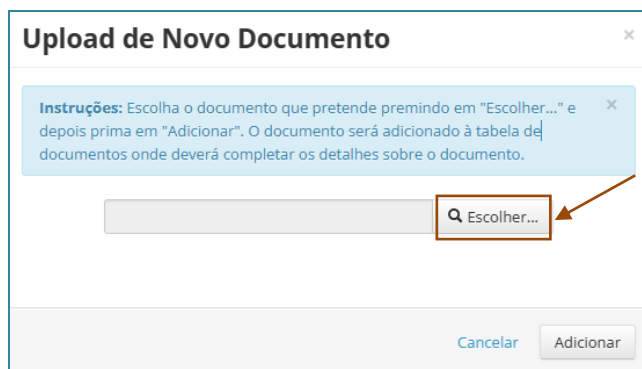 Upload de Novo Documento
×
Instruções: Escolha o documento que pretende premindo em "Escolher..." e
×
depois prima em "Adicionar". O documento será adicionado à tabela de
documentos onde deverá completar os detalhes sobre o documento.
Escolher...
Cancelar
Adicionar